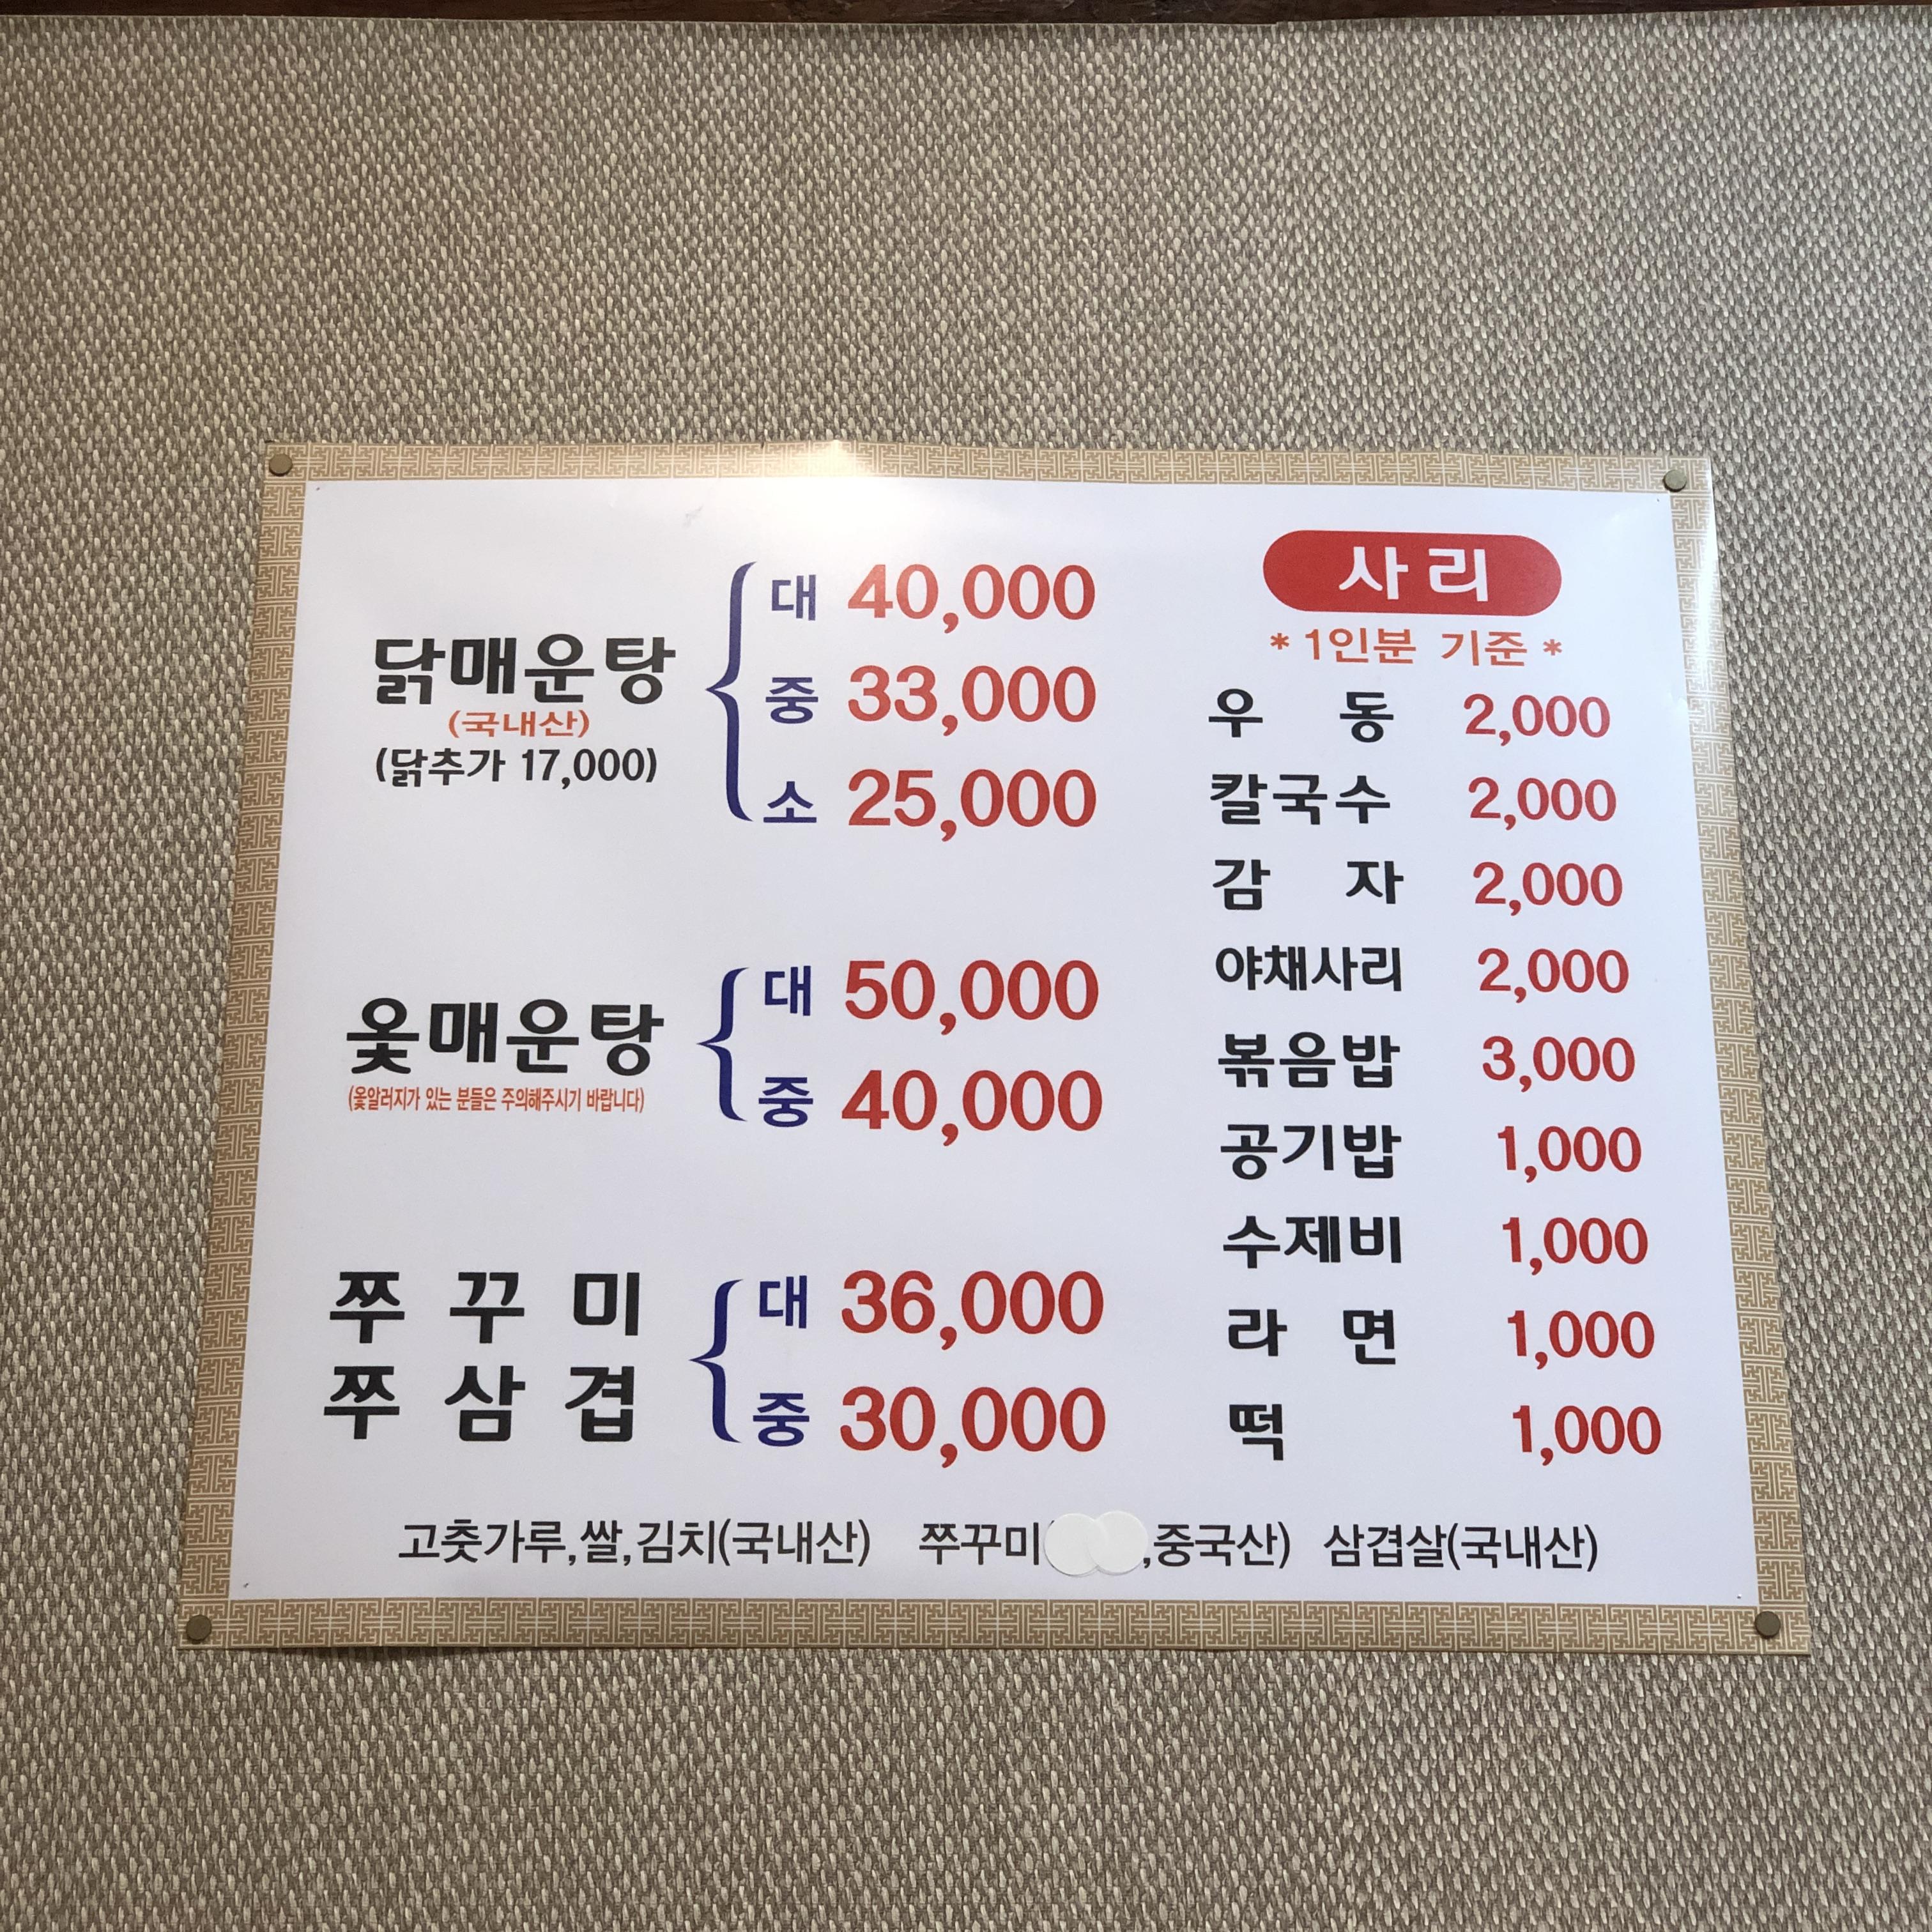 닭매운탕
(국내산)
(닭추가 17,000)
대 40,000
중 33,000
소 25,000
옻매운탕
(옻알러지가 있는 분들은 주의해주시기 바랍니다)
대 50,000
중 40,000
쭈꾸미
쭈삼겹
대 36,000
중 30,000
사리
* 1인분 기준 *
우동 2,000
칼국수 2,000
감자 2,000
야채사리 2,000
볶음밥 3,000
공기밥 1,000
수제비 1,000
라면 1,000
떡 1,000
고춧가루,쌀,김치(국내산) 쭈꾸미 ,중국산) 삼겹살(국내산)